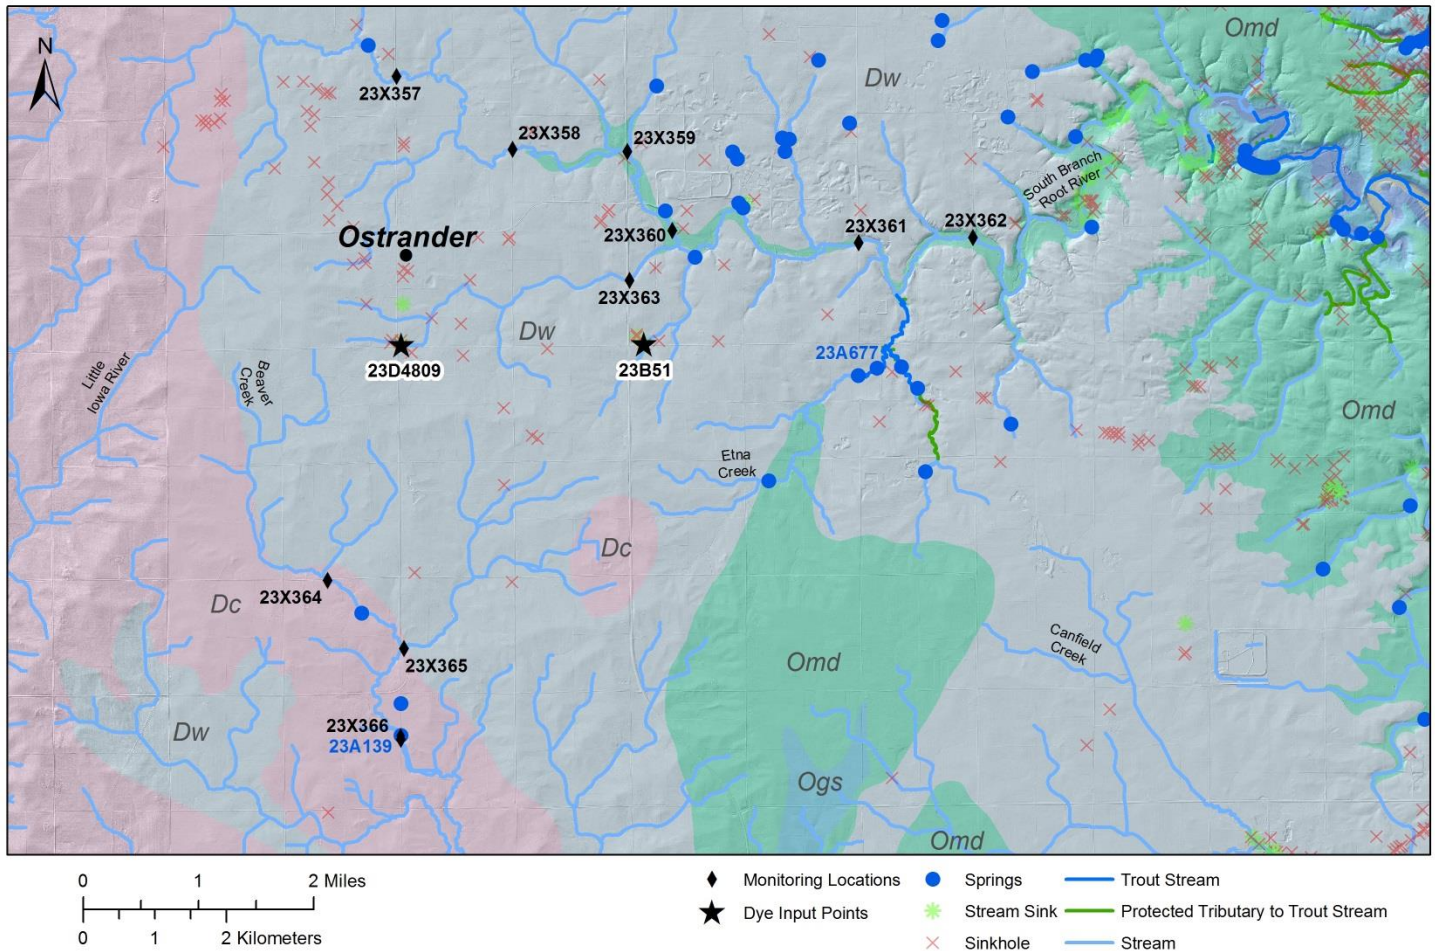 N
Omd
Dw
23X357
23X358
23X359
South Branch
Root River
Ostrander
23X360
23X361
23X362
23X363
Dw
Little
Iowa River
Beaver
Creek
23D4809
23B51
23A677
Omd
Etna
Creek
Dc
Dc
23X364
23X365
Omd
Canfield
Creek
Dw
23X366
23A139
Ogs
Omd
0 1 2 Miles
0 1 2 Kilometers
Monitoring Locations
Dye Input Points
Springs
Stream Sink
Sinkhole
Trout Stream
Protected Tributary to Trout Stream
Stream